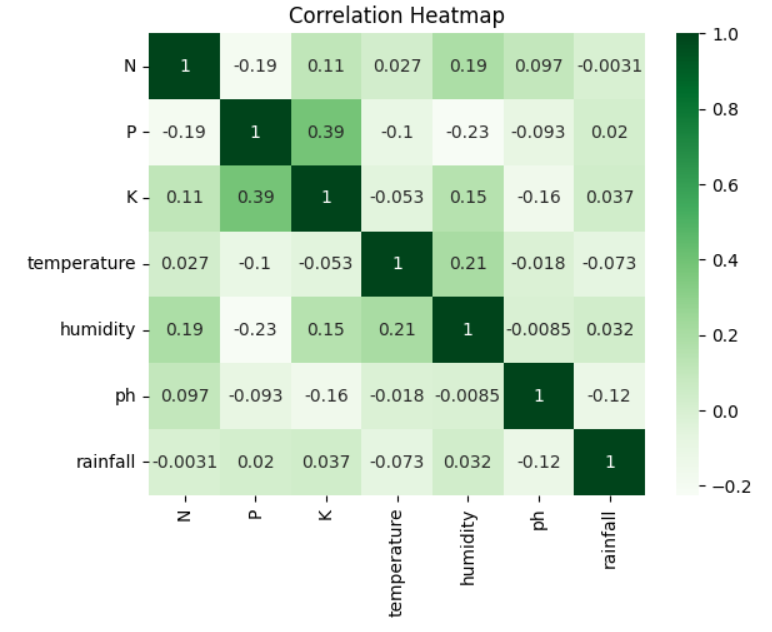 Correlation Heatmap
N 1 -0.19 0.11 0.027 0.19 0.097 -0.0031
P -0.19 1 0.39 -0.1 -0.23 -0.093 0.02
K 0.11 0.39 1 -0.053 0.15 -0.16 0.037
temperature 0.027 -0.1 -0.053 1 0.21 -0.018 -0.073
humidity 0.19 -0.23 0.15 0.21 1 -0.0085 0.032
ph 0.097 -0.093 -0.16 -0.018 -0.0085 1 -0.12
rainfall -0.0031 0.02 0.037 -0.073 0.032 -0.12 1
N P K temperature humidity ph rainfall
1.0
0.8
0.6
0.4
0.2
0.0
−0.2